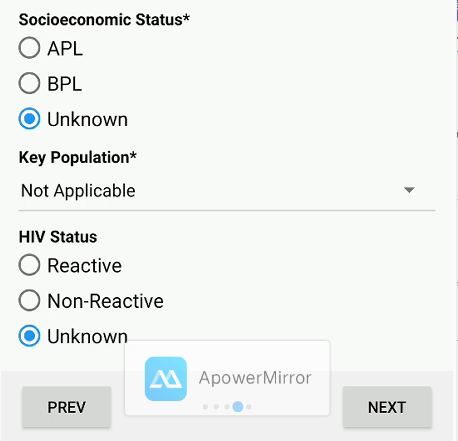 Socioeconomic Status*
APL
BPL
Unknown
Key Population*
Not Applicable
HIV Status
Reactive
Non-Reactive
Unknown
ApowerMirror
PREV
NEXT